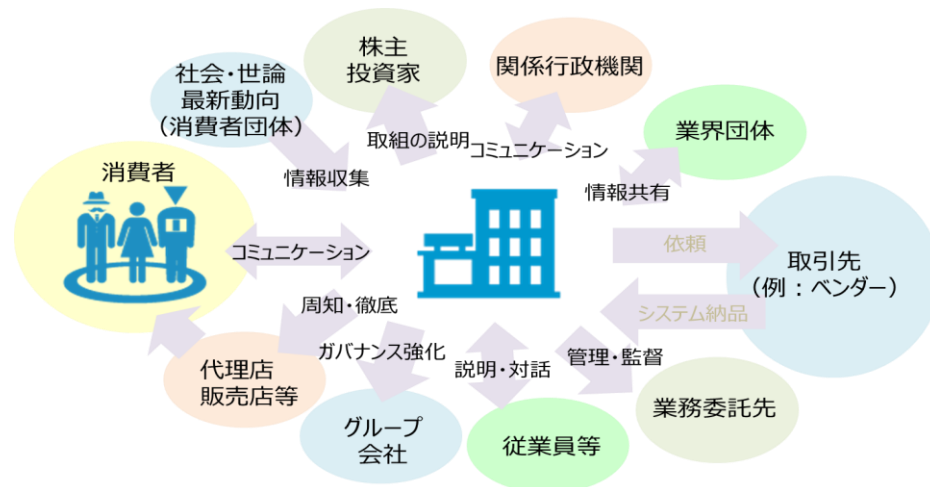 株主
投資家
関係行政機関
社会・世論
最新動向
（消費者団体）
業界団体
取組の説明
コミュニケーション
消費者
情報収集
情報共有
コミュニケーション
依頼
取引先
（例：ベンダー）
周知・徹底
システム納品
ガバナンス強化
説明・対話
管理・監督
代理店
販売店等
業務委託先
グループ
会社
従業員等